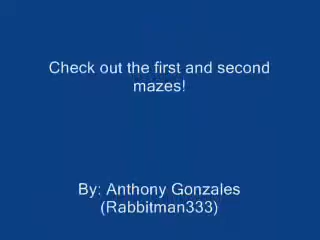 Check out the first and second
mazes!
By: Anthony Gonzales
(Rabbitman333)